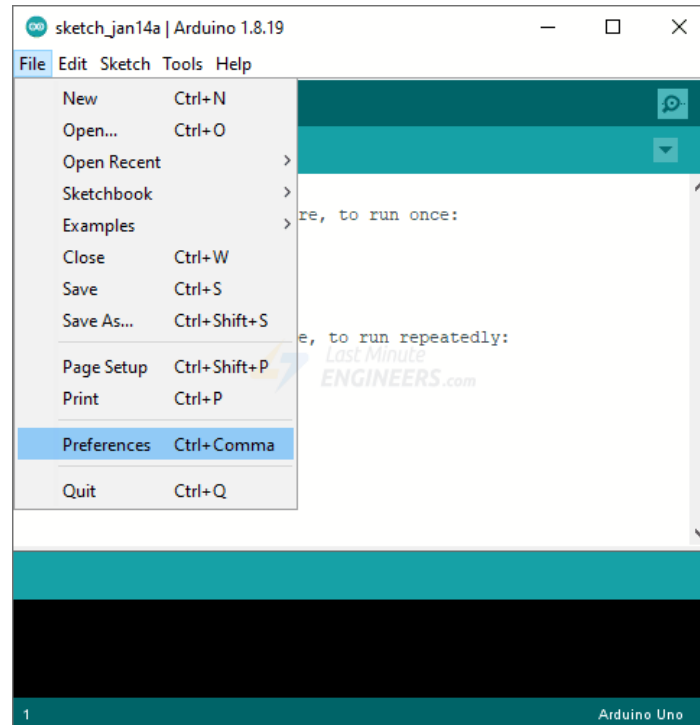 sketch_jan14a | Arduino 1.8.19
File Edit Sketch Tools Help
New Ctrl+N
Open... Ctrl+O
Open Recent
Sketchbook
Examples
re, to run once:
Close Ctrl+W
Save Ctrl+S
Save As... Ctrl+Shift+S
e, to run repeatedly:
Last Minute
ENGINEERS.com
Page Setup Ctrl+Shift+P
Print Ctrl+P
Preferences Ctrl+Comma
Quit Ctrl+Q
1 Arduino Uno